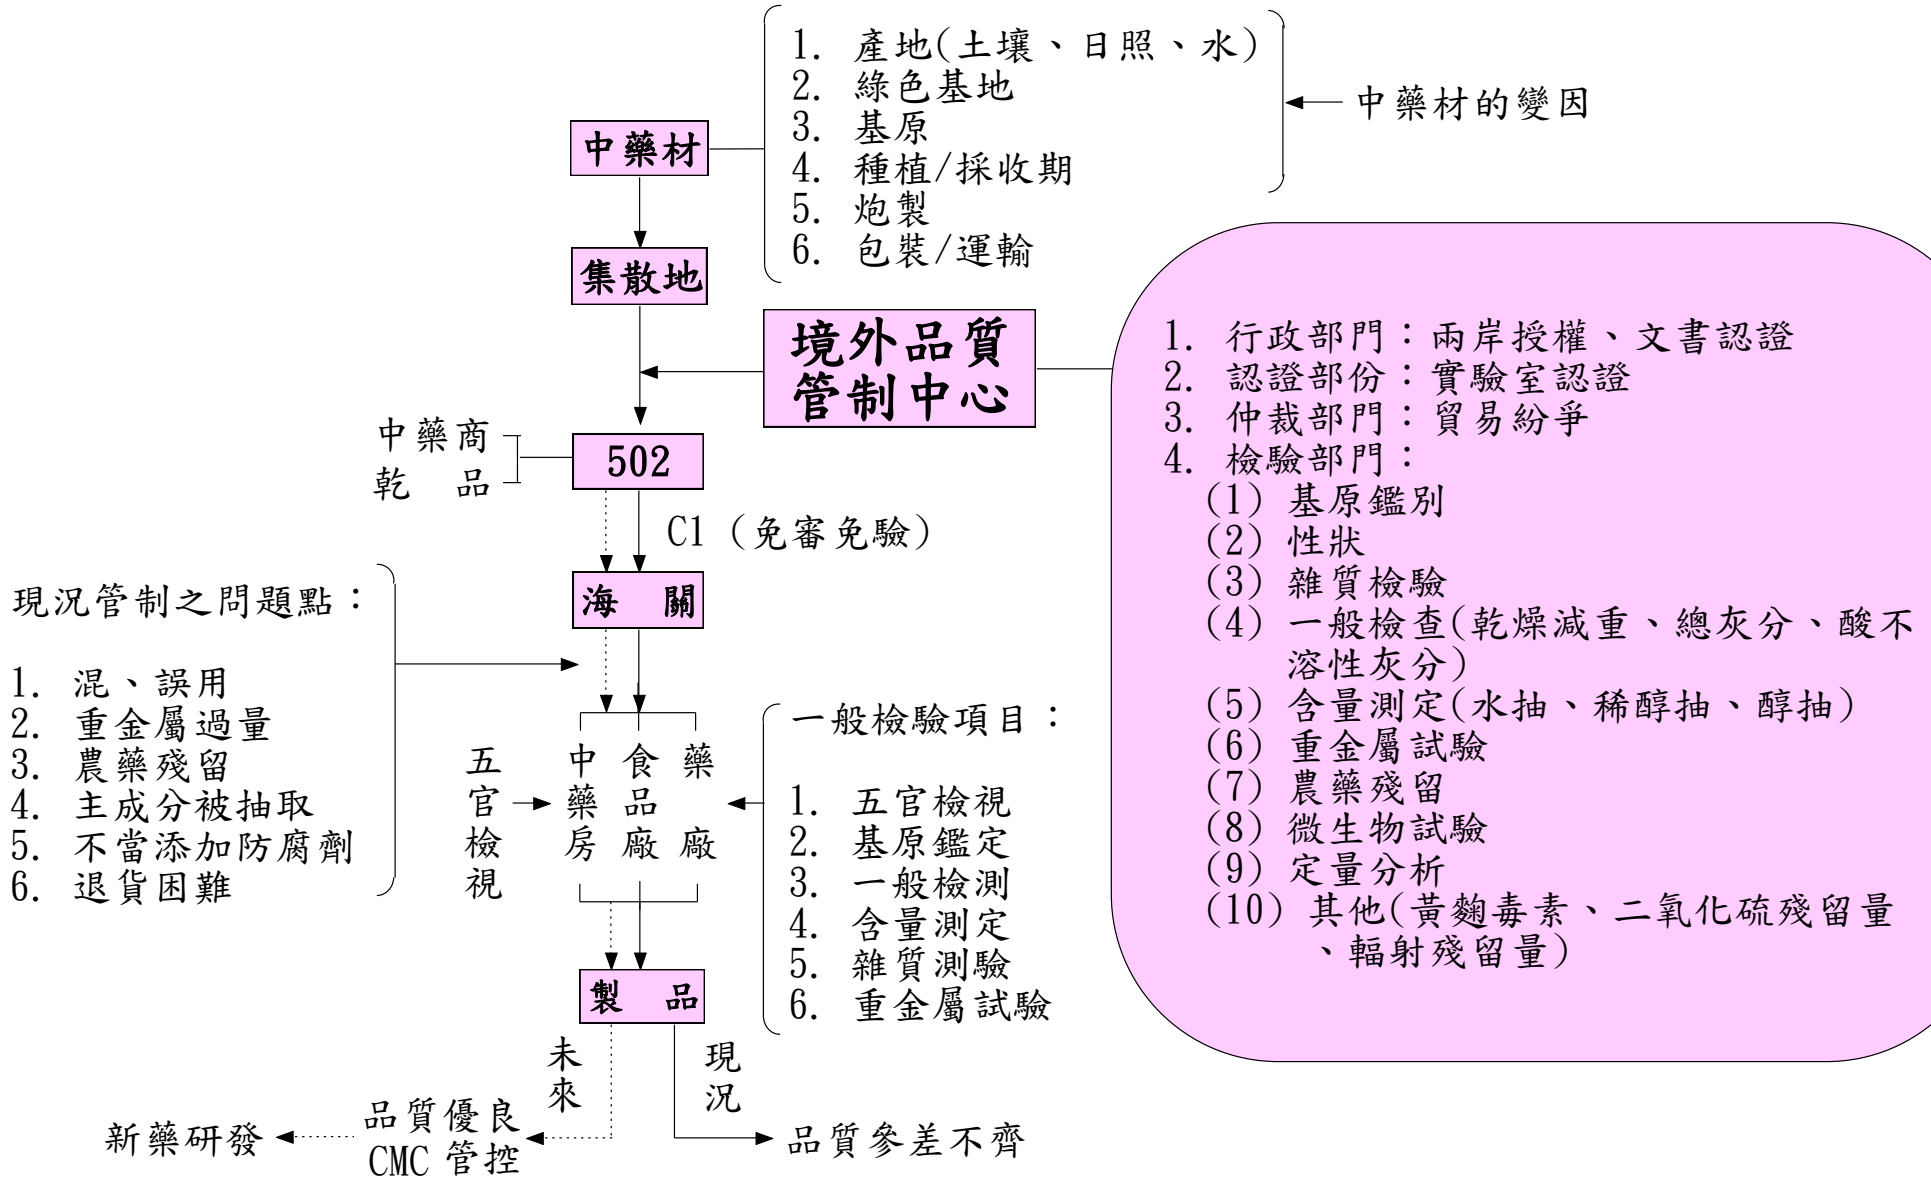 1. 產地(土壤、日照、水)
2. 綠色基地
3. 基原
4. 種植/採收期
5. 炮製
6. 包裝/運輸
中藥材的變因
中藥材
集散地
境外品質
管制中心
1. 行政部門：兩岸授權、文書認證
2. 認證部份：實驗室認證
3. 仲裁部門：貿易紛爭
4. 檢驗部門：
(1) 基原鑑別
(2) 性狀
(3) 雜質檢驗
(4) 一般檢查(乾燥減重、總灰分、酸不
溶性灰分)
(5) 含量測定(水抽、稀醇抽、醇抽)
(6) 重金屬試驗
(7) 農藥殘留
(8) 微生物試驗
(9) 定量分析
(10) 其他(黃麴毒素、二氧化硫殘留量
、輻射殘留量)
中藥商
乾 品
502
C1 (免審免驗)
海 關
現況管制之問題點：
1. 混、誤用
2. 重金屬過量
3. 農藥殘留
4. 主成分被抽取
5. 不當添加防腐劑
6. 退貨困難
五官檢視
中藥房
食品廠
藥 廠
一般檢驗項目：
1. 五官檢視
2. 基原鑑定
3. 一般檢測
4. 含量測定
5. 雜質測驗
6. 重金屬試驗
製 品
未來
現況
新藥研發
品質優良
CMC 管控
品質參差不齊